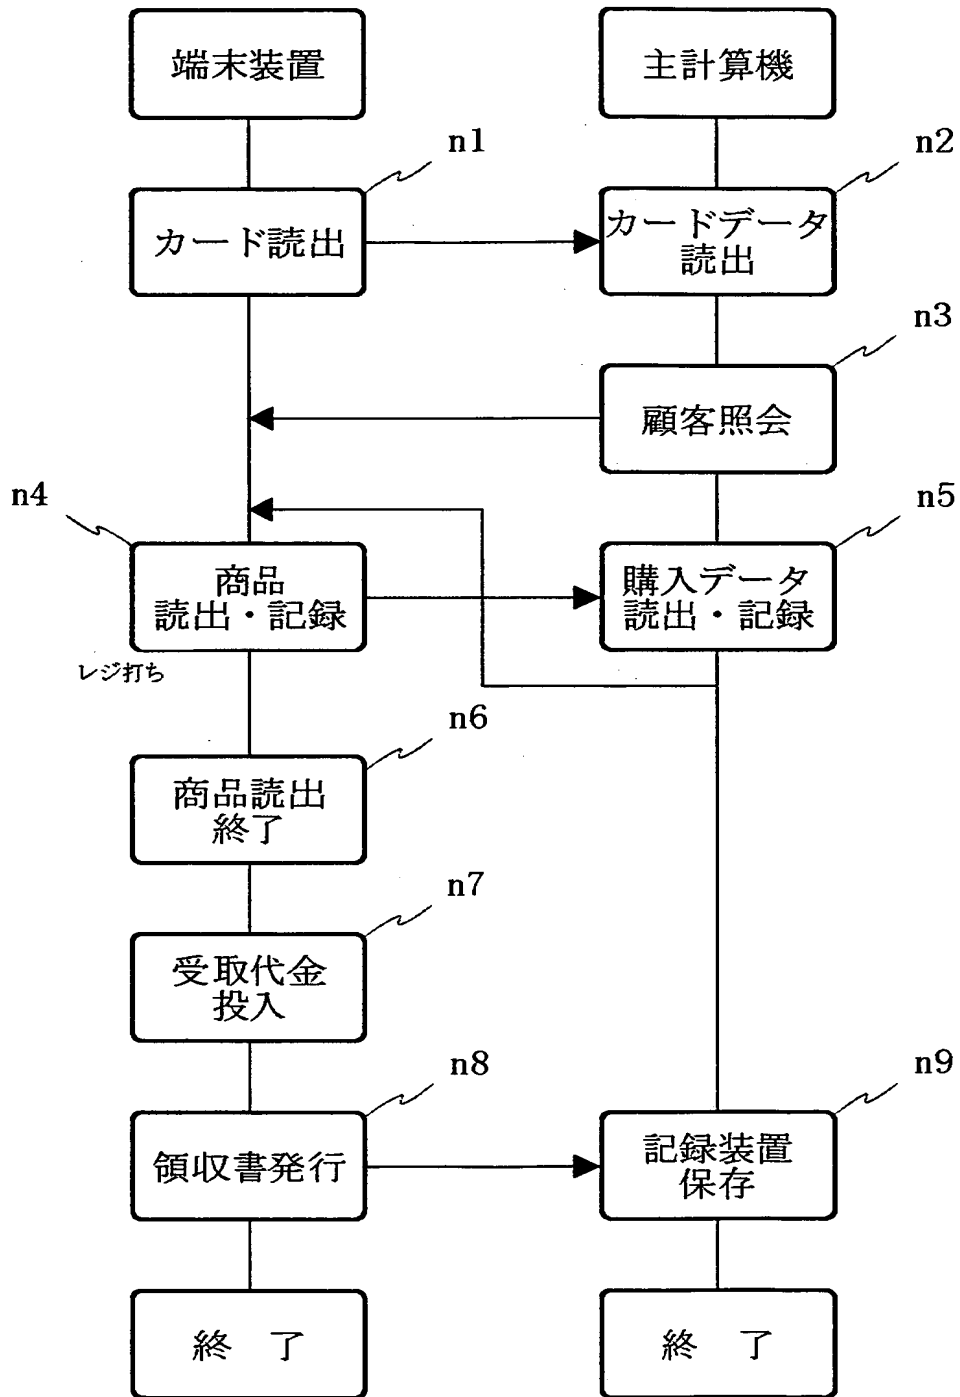 端末装置
主計算機
n1
n2
カード読出
カードデータ
読出
n3
顧客照会
n4
n5
商品
読出・記録
購入データ
読出・記録
レジ打ち
n6
商品読出
終了
n7
受取代金
投入
n8
n9
領収書発行
記録装置
保存
終 了
終 了